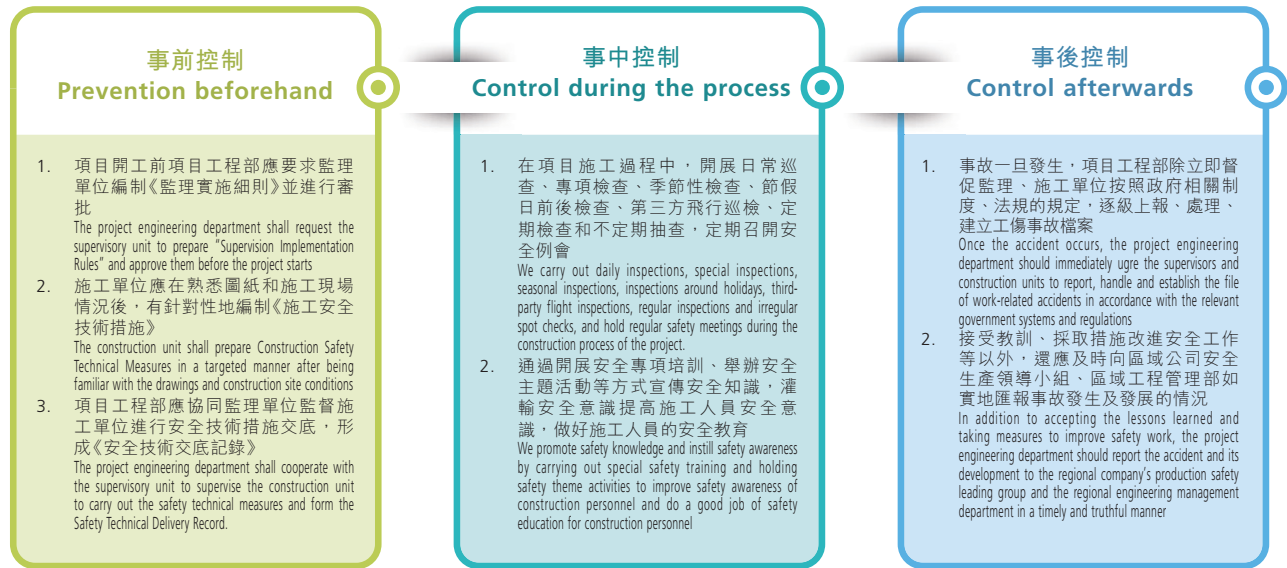 事前控制
Prevention beforehand
1. 項目開工前項目工程部應要求監理
單位編制《監理實施細則》並進行審
批
The project engineering department shall request the
supervisory unit to prepare “Supervision Implementation
Rules” and approve them before the project starts
2. 施工單位應在熟悉圖紙和施工現場
情況後，有針對性地編制《施工安全
技術措施》
The construction unit shall prepare Construction Safety
Technical Measures in a targeted manner after being
familiar with the drawings and construction site conditions
3. 項目工程部應協同監理單位監督施
工單位進行安全技術措施交底，形
成《安全技術交底記錄》
The project engineering department shall cooperate with
the supervisory unit to supervise the construction unit
to carry out the safety technical measures and form the
Safety Technical Delivery Record.
事中控制
Control during the process
1. 在項目施工過程中，開展日常巡
查、專項檢查、季節性檢查、節假
日前後檢查、第三方飛行巡檢、定
期檢查和不定期抽查，定期召開安
全例會
We carry out daily inspections, special inspections,
seasonal inspections, inspections around holidays, third-
party flight inspections, regular inspections and irregular
spot checks, and hold regular safety meetings during the
construction process of the project.
2. 通過開展安全專項培訓、舉辦安全
主題活動等方式宣傳安全知識，灌
輸安全意識提高施工人員安全意
識，做好施工人員的安全教育
We promote safety knowledge and instill safety awareness
by carrying out special safety training and holding
safety theme activities to improve safety awareness of
construction personnel and do a good job of safety
education for construction personnel
事後控制
Control afterwards
1. 事故一旦發生，項目工程部除立即督
促監理、施工單位按照政府相關制
度、法規的規定，逐級上報、處理、
建立工傷事故檔案
Once the accident occurs, the project engineering
department should immediately ugre the supervisors and
construction units to report, handle and establish the file
of work-related accidents in accordance with the relevant
government systems and regulations
2. 接受教訓、採取措施改進安全工作
等以外，還應及時向區域公司安全
生產領導小組、區域工程管理部如
實地匯報事故發生及發展的情況
In addition to accepting the lessons learned and
taking measures to improve safety work, the project
engineering department should report the accident and its
development to the regional company’s production safety
leading group and the regional engineering management
department in a timely and truthful manner